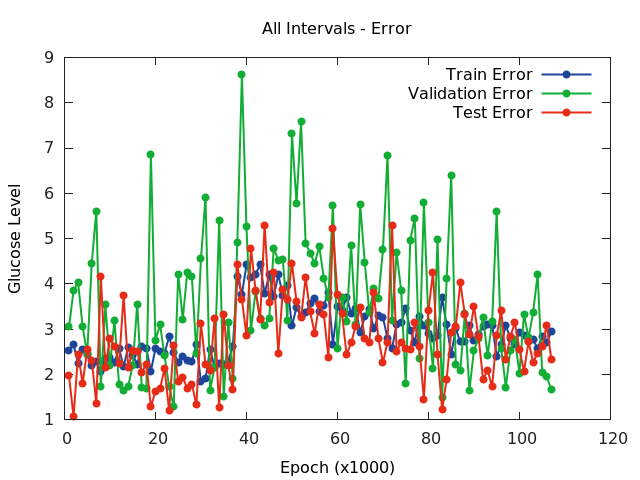 All Intervals - Error
9
8
7
6
5
4
3
2
1
Glucose Level
Train Error
Validation Error
Test Error
0 20 40 60 80 100 120
Epoch (x1000)